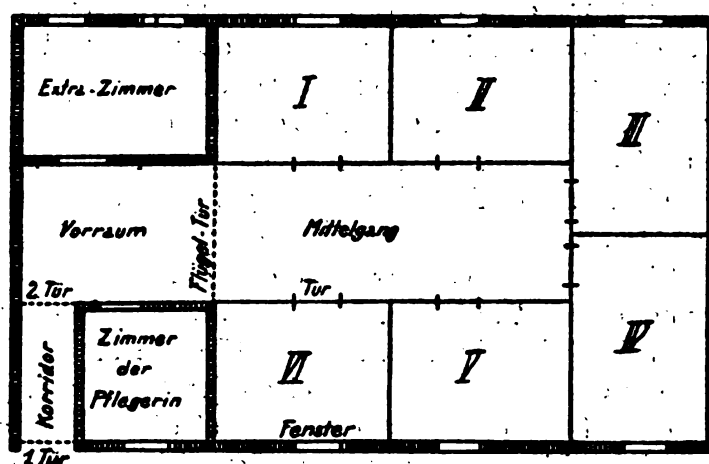 Extra-Zimmer
I
II
III
Vorraum
Flügel-Tür
Mittelgang
2. Tür
Tür
Korridor
Zimmer
der
Pflegerin
VI
V
IV
Fenster
1. Tür